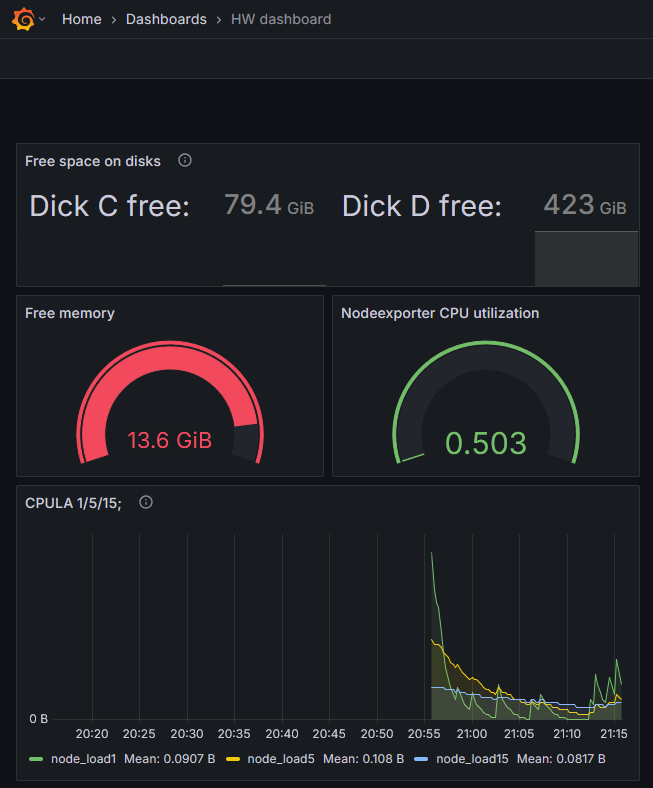 Home › Dashboards › HW dashboard
Free space on disks
Dick C free: 79.4 GiB Dick D free: 423 GiB
Free memory Nodeexporter CPU utilization
13.6 GiB 0.503
CPULA 1/5/15;
0 B
20:20 20:25 20:30 20:35 20:40 20:45 20:50 20:55 21:00 21:05 21:10 21:15
node_load1 Mean: 0.0907 B node_load5 Mean: 0.108 B node_load15 Mean: 0.0817 B